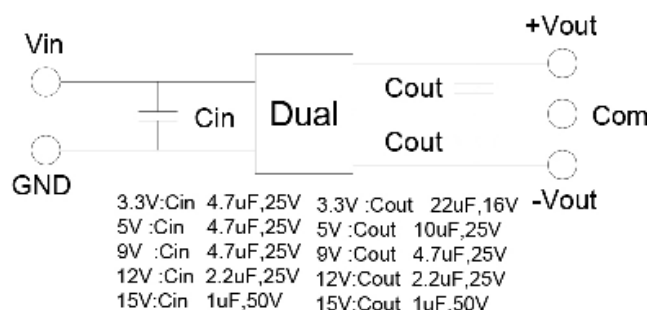 +Vout
Vin
Cout
Cin
Dual
Com
Cout
GND
-Vout
3.3V:Cin 4.7uF,25V 3.3V :Cout 22uF,16V
5V :Cin 4.7uF,25V 5V :Cout 10uF,25V
9V :Cin 4.7uF,25V 9V :Cout 4.7uF,25V
12V :Cin 2.2uF,25V 12V:Cout 2.2uF,25V
15V:Cin 1uF,50V 15V:Cout 1uF,50V